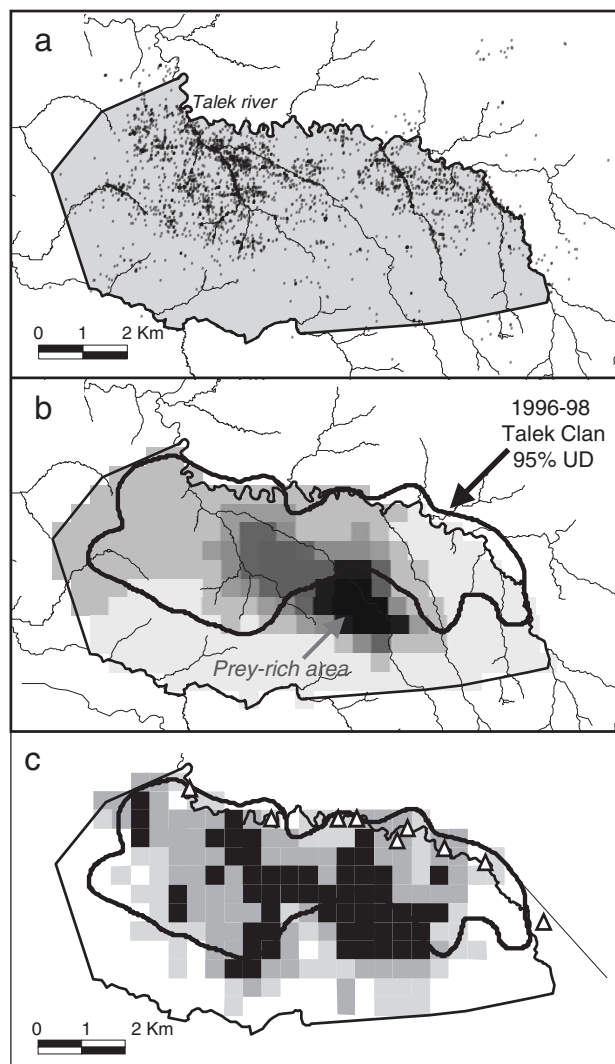 a
Talek river
0 1 2 Km
b
1996-98
Talek Clan
95% UD
Prey-rich area
c
0 1 2 Km